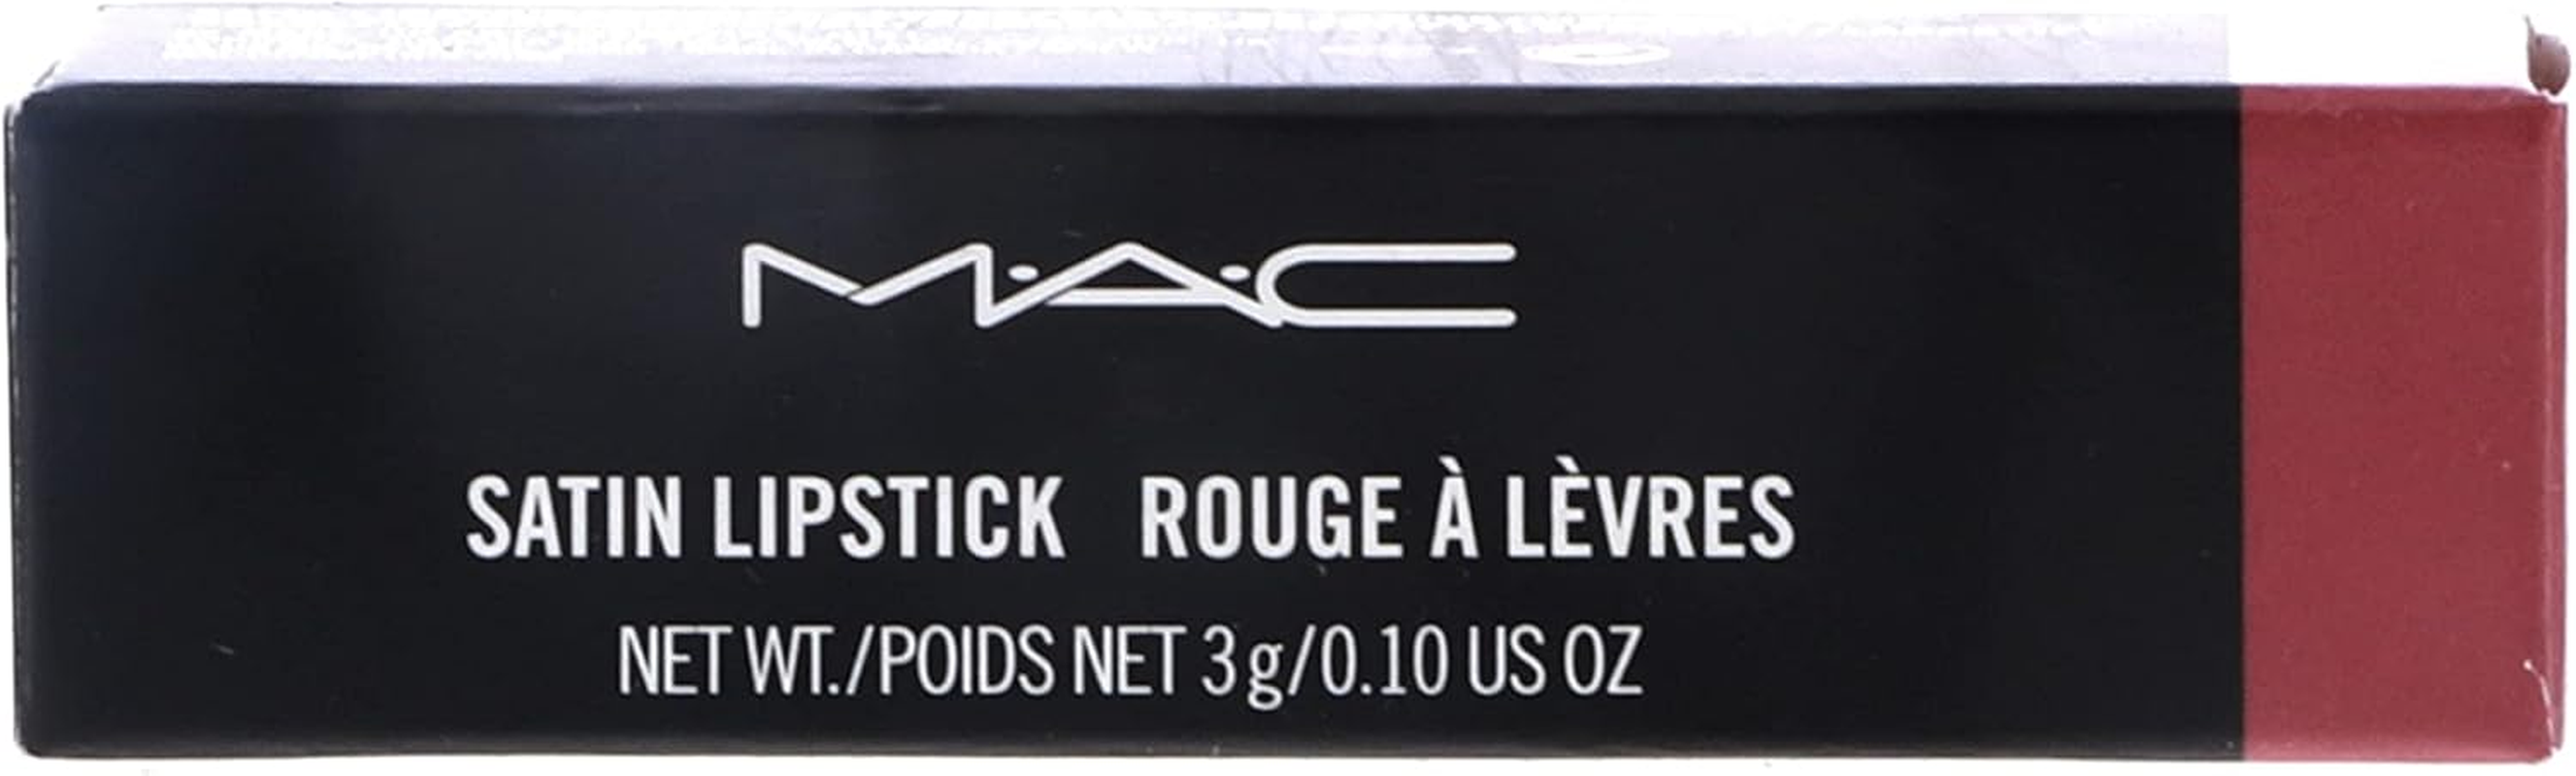 M·A·C
SATIN LIPSTICK ROUGE À LÈVRES
NET WT./POIDS NET 3 g/0.10 US OZ